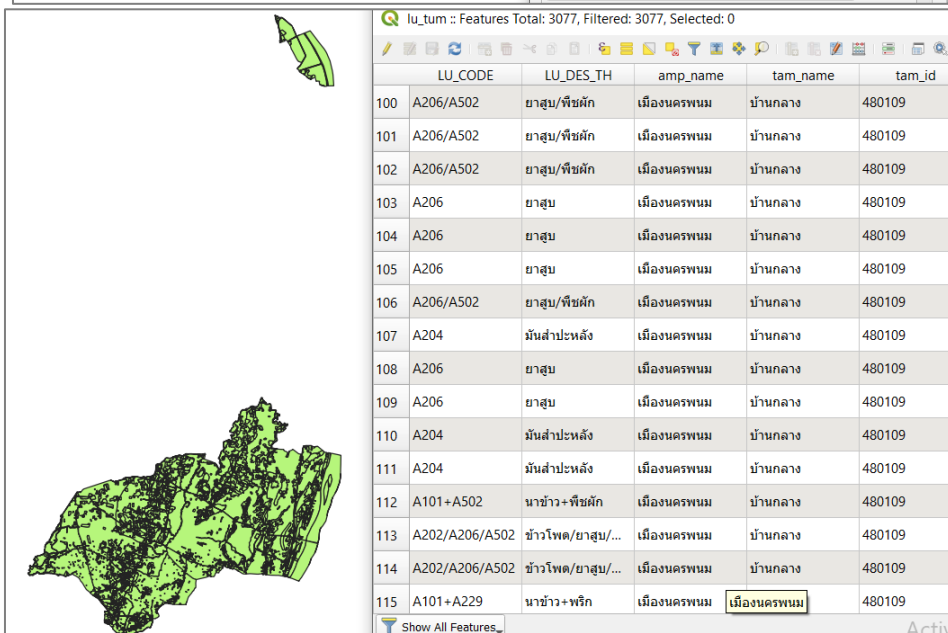 lu_tum :: Features Total: 3077, Filtered: 3077, Selected: 0
LU_CODE LU_DES_TH amp_name tam_name tam_id
100 A206/A502 ยาสูบ/พืชผัก เมืองนครพนม บ้านกลาง 480109
101 A206/A502 ยาสูบ/พืชผัก เมืองนครพนม บ้านกลาง 480109
102 A206/A502 ยาสูบ/พืชผัก เมืองนครพนม บ้านกลาง 480109
103 A206 ยาสูบ เมืองนครพนม บ้านกลาง 480109
104 A206 ยาสูบ เมืองนครพนม บ้านกลาง 480109
105 A206 ยาสูบ เมืองนครพนม บ้านกลาง 480109
106 A206/A502 ยาสูบ/พืชผัก เมืองนครพนม บ้านกลาง 480109
107 A204 มันสำปะหลัง เมืองนครพนม บ้านกลาง 480109
108 A206 ยาสูบ เมืองนครพนม บ้านกลาง 480109
109 A206 ยาสูบ เมืองนครพนม บ้านกลาง 480109
110 A204 มันสำปะหลัง เมืองนครพนม บ้านกลาง 480109
111 A204 มันสำปะหลัง เมืองนครพนม บ้านกลาง 480109
112 A101+A502 นาข้าว+พืชผัก เมืองนครพนม บ้านกลาง 480109
113 A202/A206/A502 ข้าวโพด/ยาสูบ/... เมืองนครพนม บ้านกลาง 480109
114 A202/A206/A502 ข้าวโพด/ยาสูบ/... เมืองนครพนม บ้านกลาง 480109
115 A101+A229 นาข้าว+พริก เมืองนครพนม เมืองนครพนม 480109
Show All Features